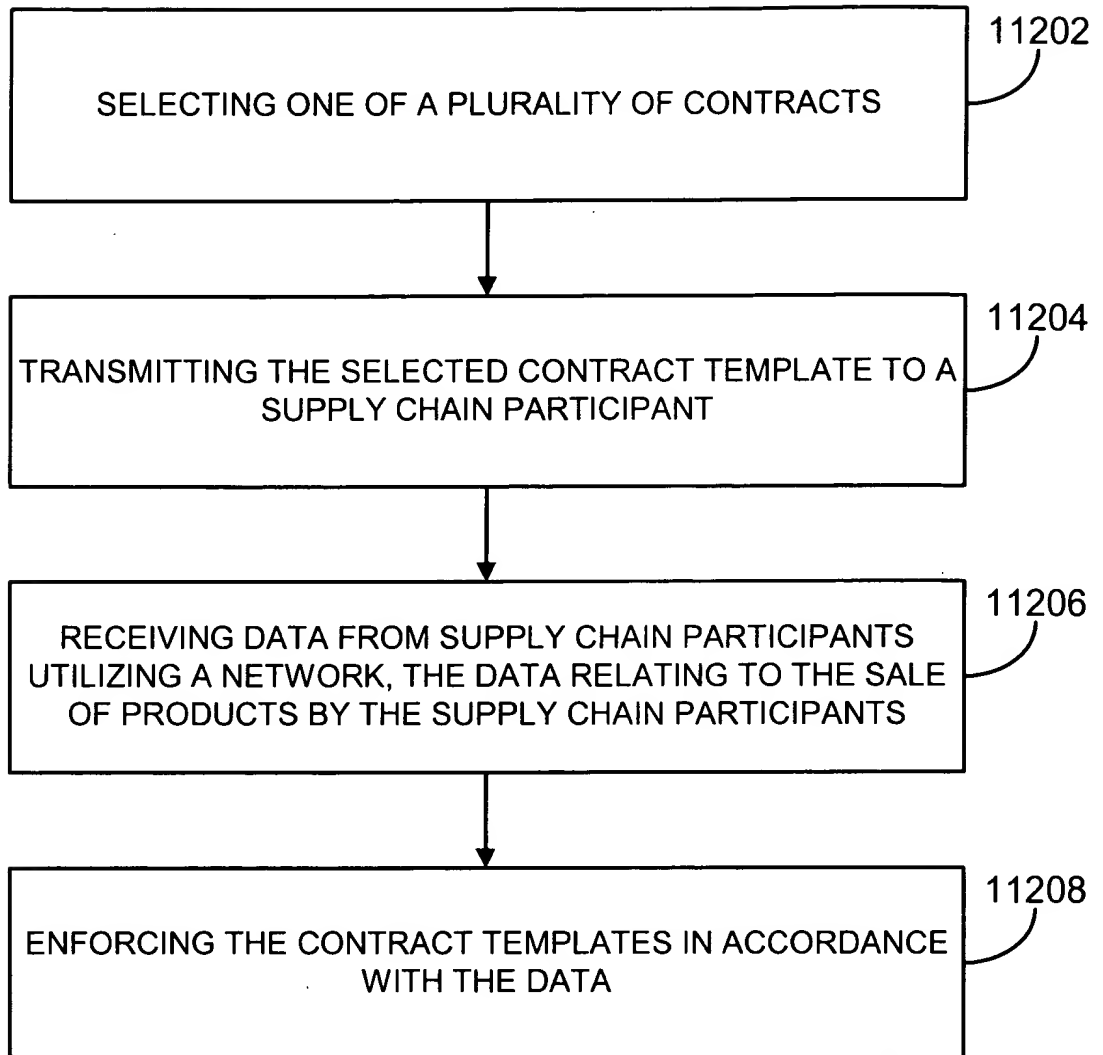 11202
SELECTING ONE OF A PLURALITY OF CONTRACTS
11204
TRANSMITTING THE SELECTED CONTRACT TEMPLATE TO A
SUPPLY CHAIN PARTICIPANT
11206
RECEIVING DATA FROM SUPPLY CHAIN PARTICIPANTS
UTILIZING A NETWORK, THE DATA RELATING TO THE SALE
OF PRODUCTS BY THE SUPPLY CHAIN PARTICIPANTS
11208
ENFORCING THE CONTRACT TEMPLATES IN ACCORDANCE
WITH THE DATA